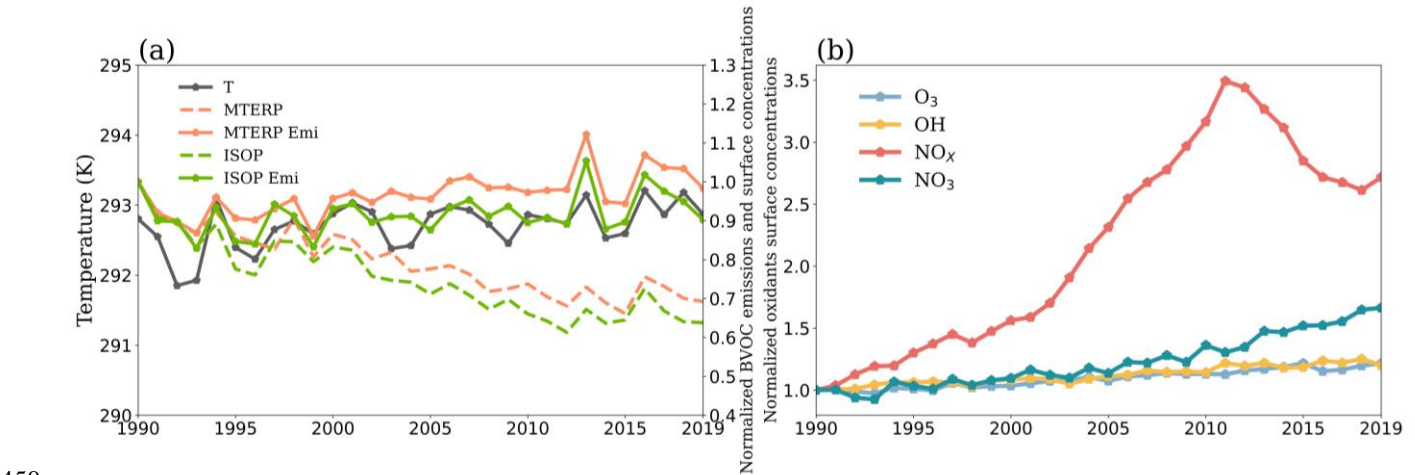 (a)
295
294
293
292
291
290
Temperature (K)
T
MTERP
MTERP Emi
ISOP
ISOP Emi
1.3
1.2
1.1
1.0
0.9
0.8
0.7
0.6
0.5
0.4
Normalized BVOC emissions and surface concentrations
1990 1995 2000 2005 2010 2015 2019
(b)
3.5
3.0
2.5
2.0
1.5
1.0
Normalized oxidants surface concentrations
O₃
OH
NOₓ
NO₃
1990 1995 2000 2005 2010 2015 2019